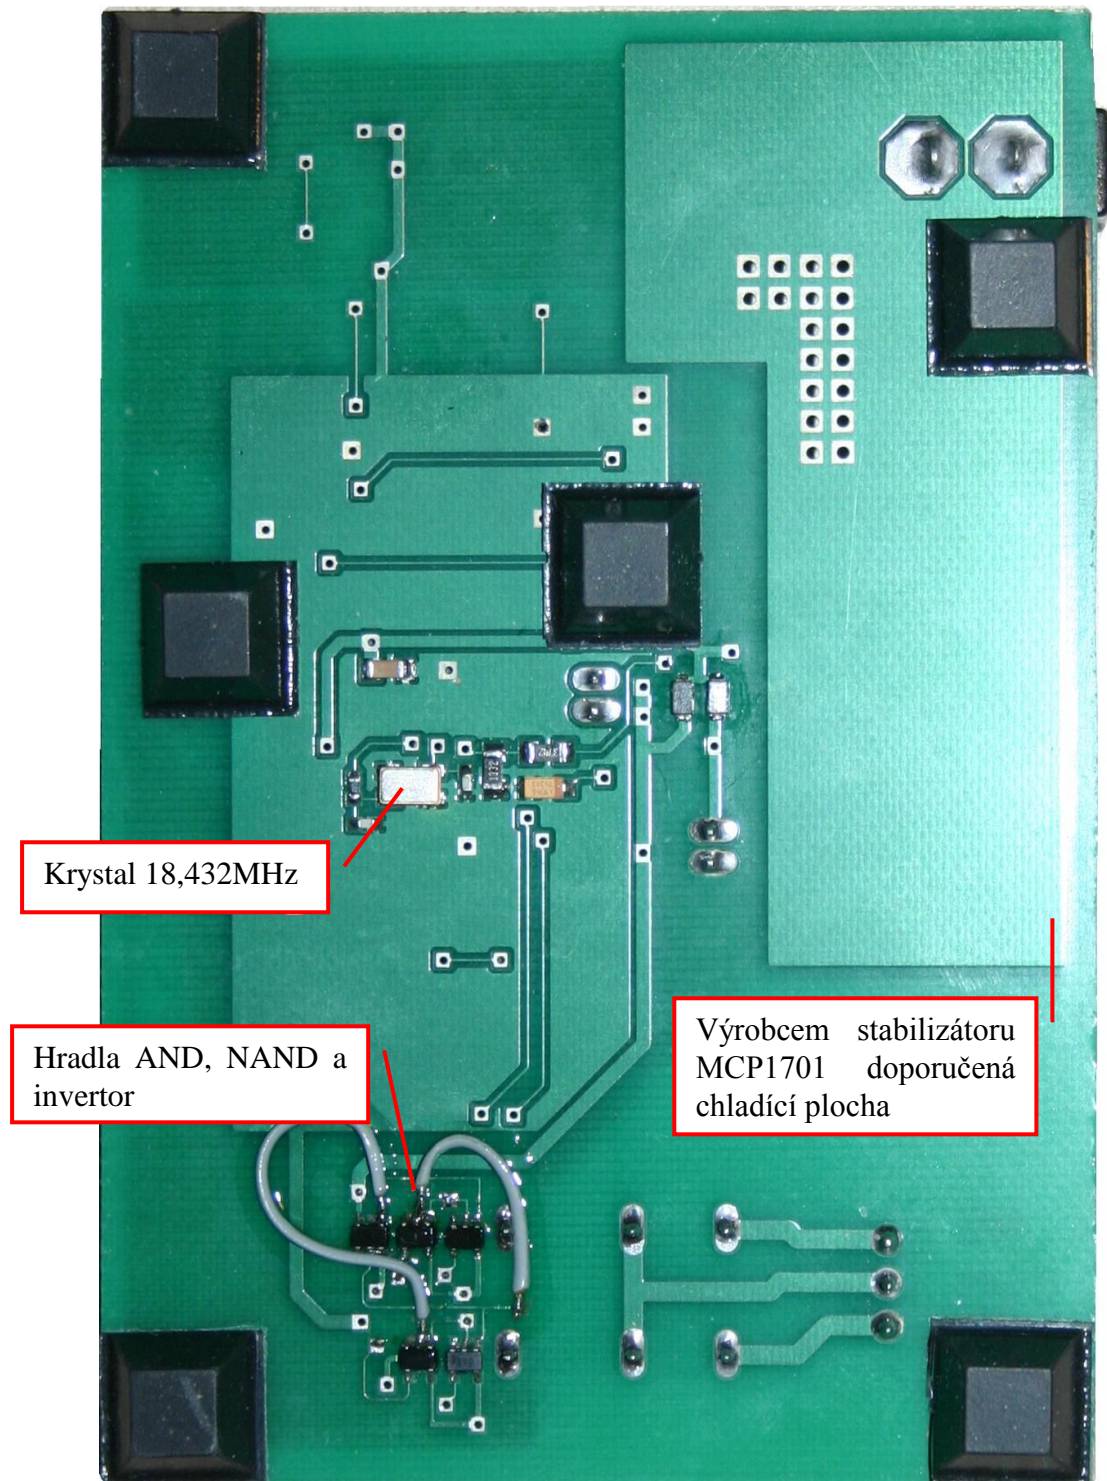 Krystal 18,432MHz
Hradla AND, NAND a
invertor
Výrobcem stabilizátoru
MCP1701 doporučená
chladící plocha